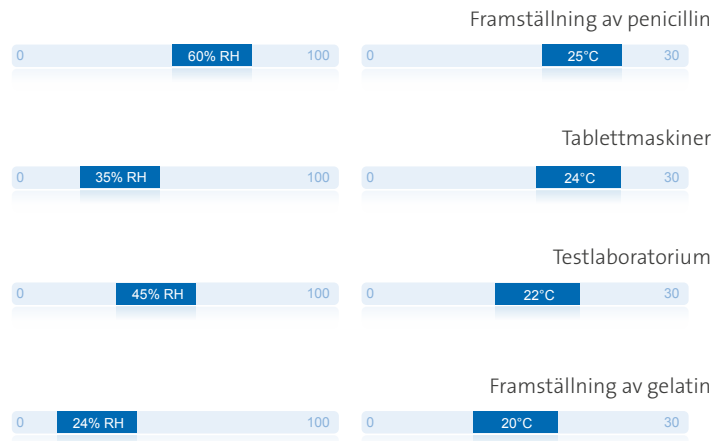 Framställning av penicillin
0 60% RH 100 0 25°C 30
Tablettmaskiner
0 35% RH 100 0 24°C 30
Testlaboratorium
0 45% RH 100 0 22°C 30
Framställning av gelatin
0 24% RH 100 0 20°C 30